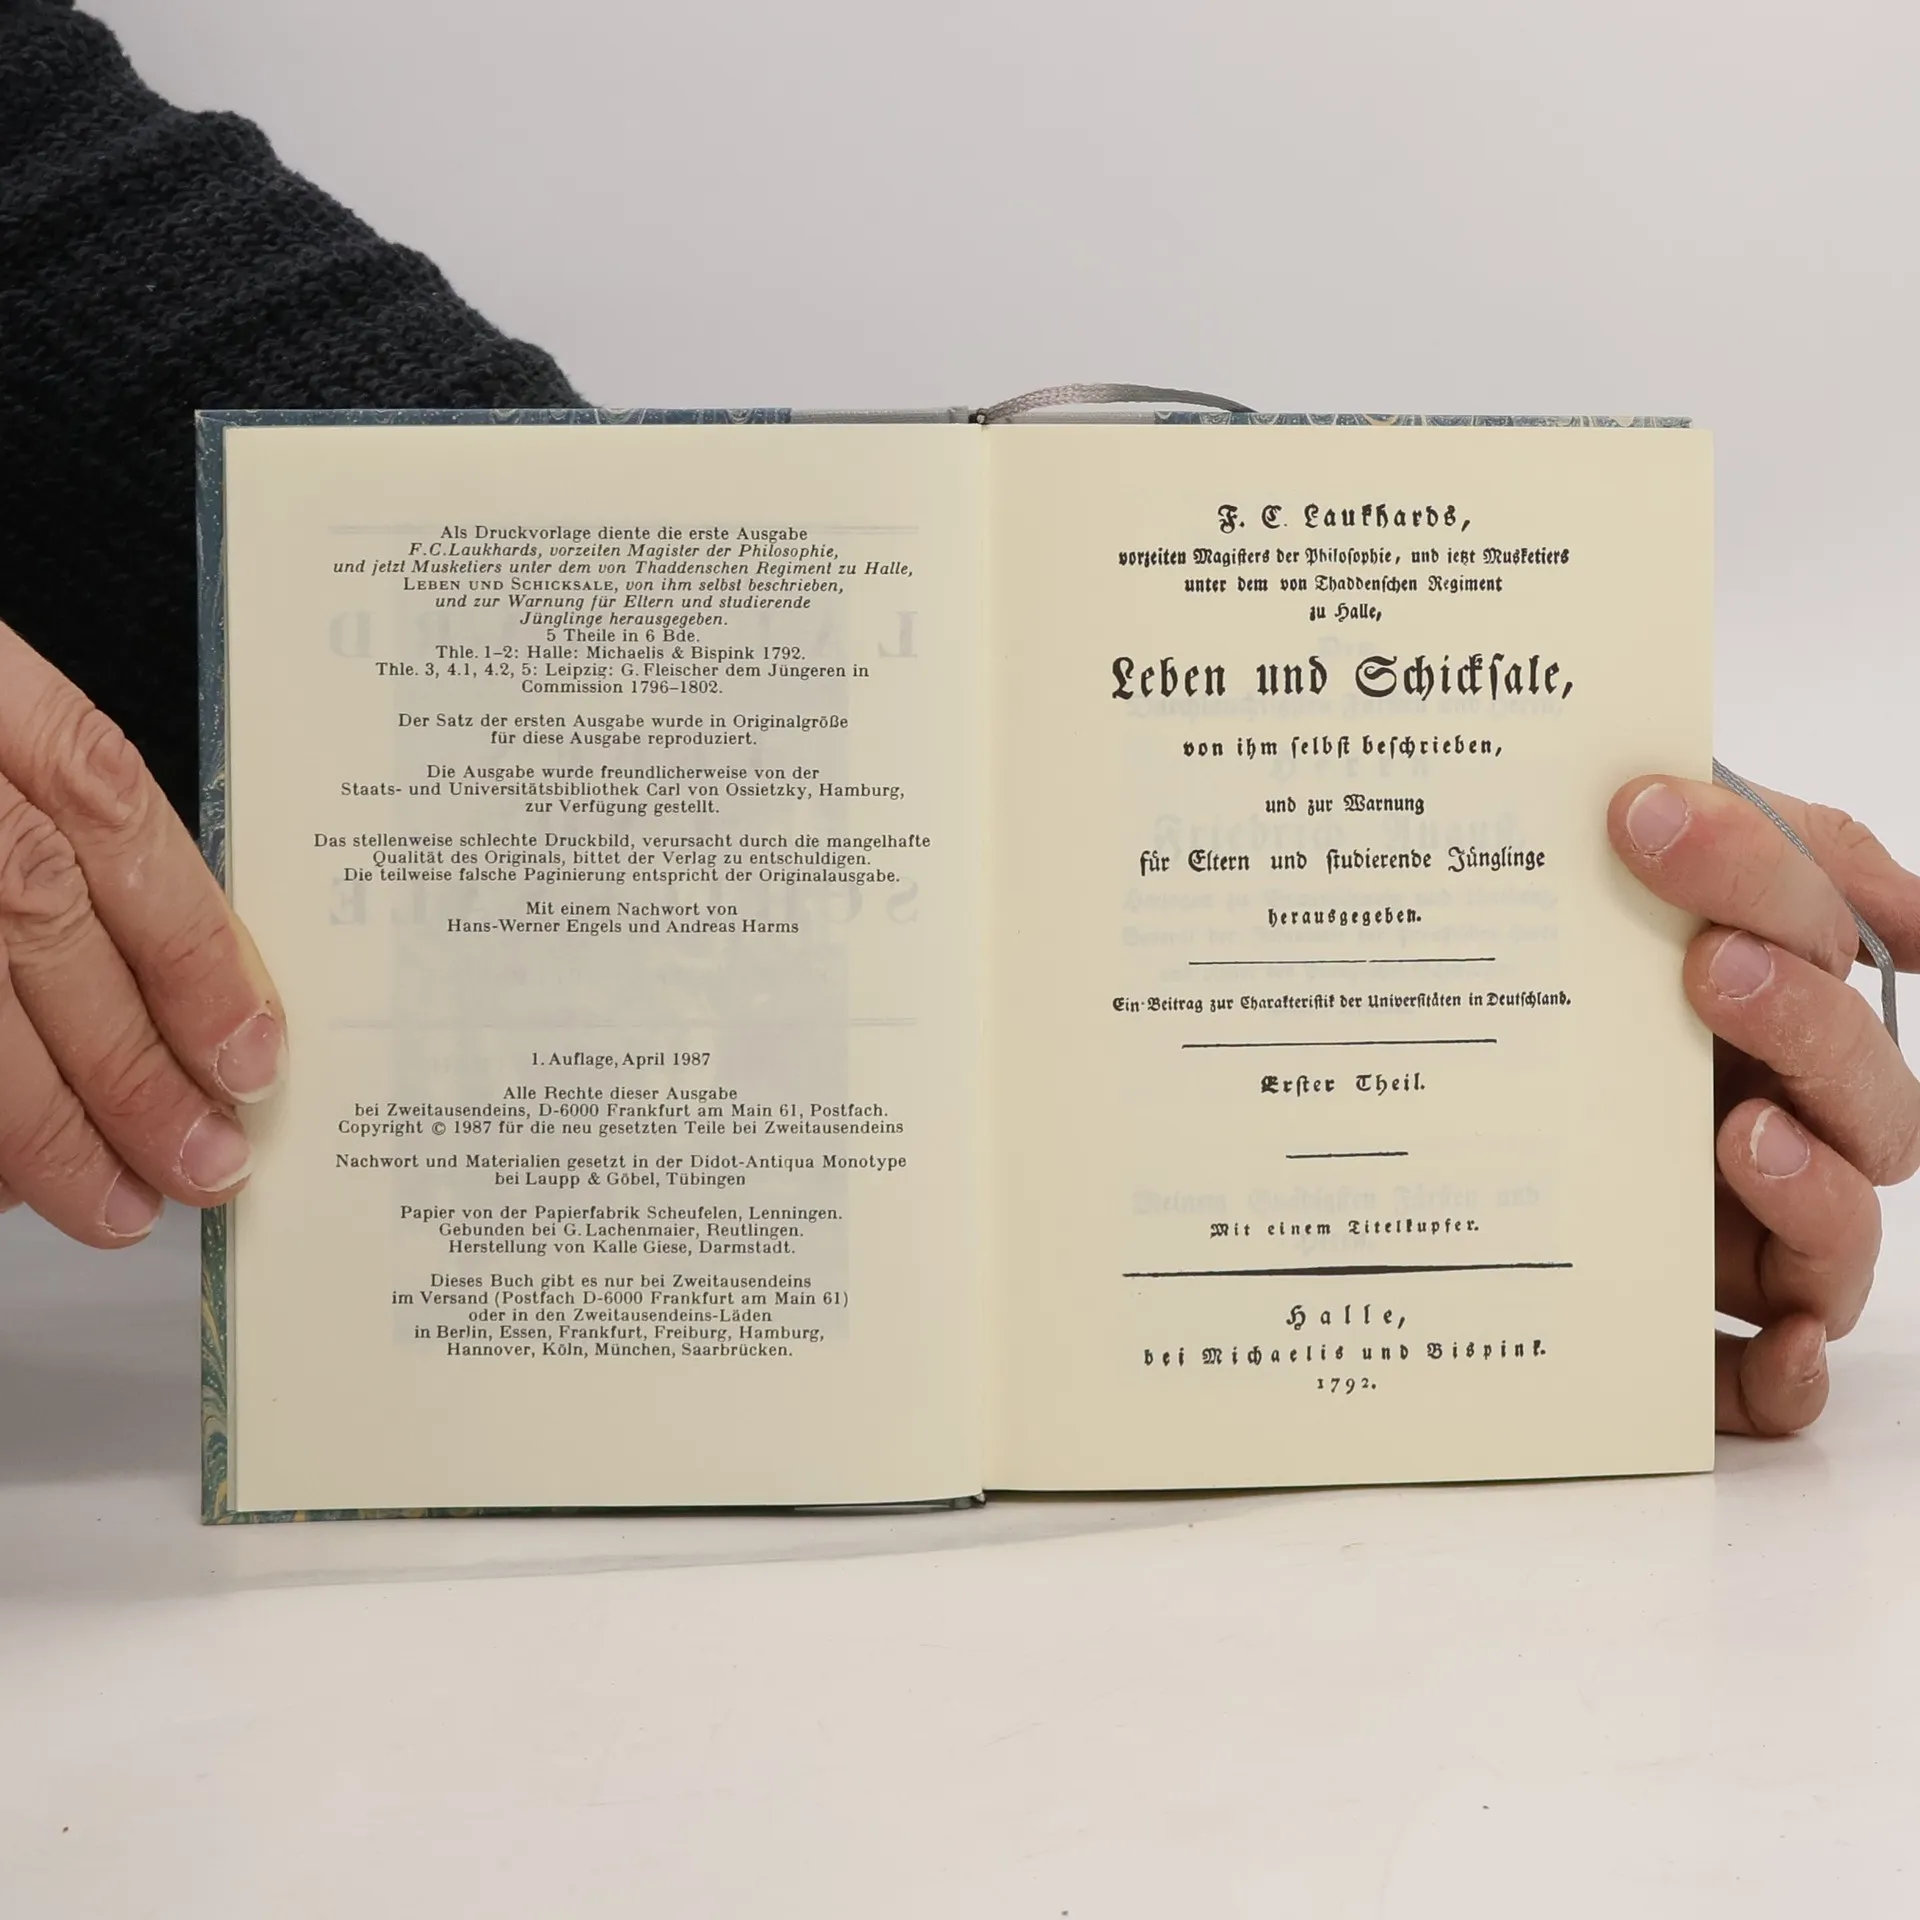 Als Druckvorlage diente die erste Ausgabe
F.C.Laukhards, vorzeiten Magister der Philosophie,
und jetzt Musketiers unter dem von Thaddenschen Regiment zu Halle,
LEBEN UND SCHICKSALE, von ihm selbst beschrieben,
und zur Warnung für Eltern und studierende
Jünglinge herausgegeben.
5 Theile in 6 Bde.
Thle. 1–2: Halle: Michaelis & Bispink 1792.
Thle. 3, 4.1, 4.2, 5: Leipzig: G. Fleischer dem Jüngeren in
Commission 1796–1802.
Der Satz der ersten Ausgabe wurde in Originalgröße
für diese Ausgabe reproduziert.
Die Ausgabe wurde freundlicherweise von der
Staats- und Universitätsbibliothek Carl von Ossietzky, Hamburg,
zur Verfügung gestellt.
Das stellenweise schlechte Druckbild, verursacht durch die mangelhafte
Qualität des Originals, bittet der Verlag zu entschuldigen.
Die teilweise falsche Paginierung entspricht der Originalausgabe.
Mit einem Nachwort von
Hans-Werner Engels und Andreas Harms
1. Auflage, April 1987
Alle Rechte dieser Ausgabe
bei Zweitausendeins, D-6000 Frankfurt am Main 61, Postfach.
Copyright © 1987 für die neu gesetzten Teile bei Zweitausendeins
Nachwort und Materialien gesetzt in der Didot-Antiqua Monotype
bei Laupp & Göbel, Tübingen
Papier von der Papierfabrik Scheufelen, Lenningen.
Gebunden bei G. Lachenmaier, Reutlingen.
Herstellung von Kalle Giese, Darmstadt.
Dieses Buch gibt es nur bei Zweitausendeins
im Versand (Postfach D-6000 Frankfurt am Main 61)
oder in den Zweitausendeins-Läden
in Berlin, Essen, Frankfurt, Freiburg, Hamburg,
Hannover, Köln, München, Saarbrücken.
F. C. Laukhards,
vorzeiten Magiſters der Philoſophie, und ietzt Musketiers
unter dem von Thaddenſchen Regiment
zu Halle,
Leben und Schickſale,
von ihm ſelbſt beſchrieben,
und zur Warnung
für Eltern und ſtudierende Jünglinge
herausgegeben.
Ein Beitrag zur Charakteriſtik der Univerſitäten in Deutſchland.
Erſter Theil.
Mit einem Titelkupfer.
Halle,
bei Michaelis und Bispink.
1792.